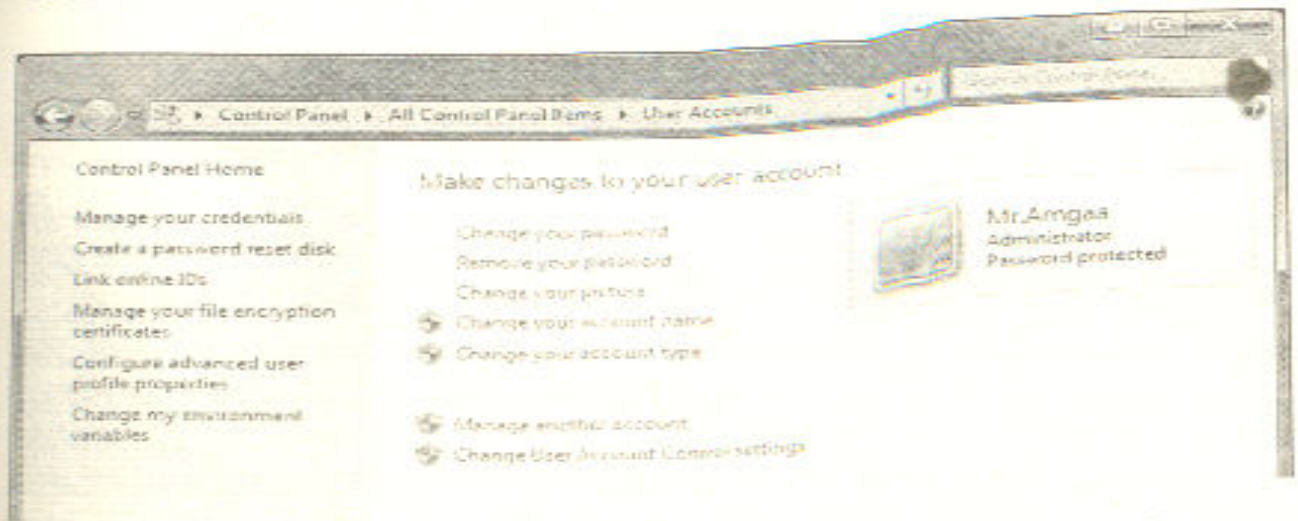 Search Control Panel
Control Panel ▸ All Control Panel Items ▸ User Accounts
Control Panel Home
Manage your credentials
Create a password reset disk
Link online IDs
Manage your file encryption
certificates
Configure advanced user
profile properties
Change my environment
variables
Make changes to your user account
Change your password
Remove your password
Change your picture
Change your account name
Change your account type
Manage another account
Change User Account Control settings
Mr.Amgaa
Administrator
Password protected